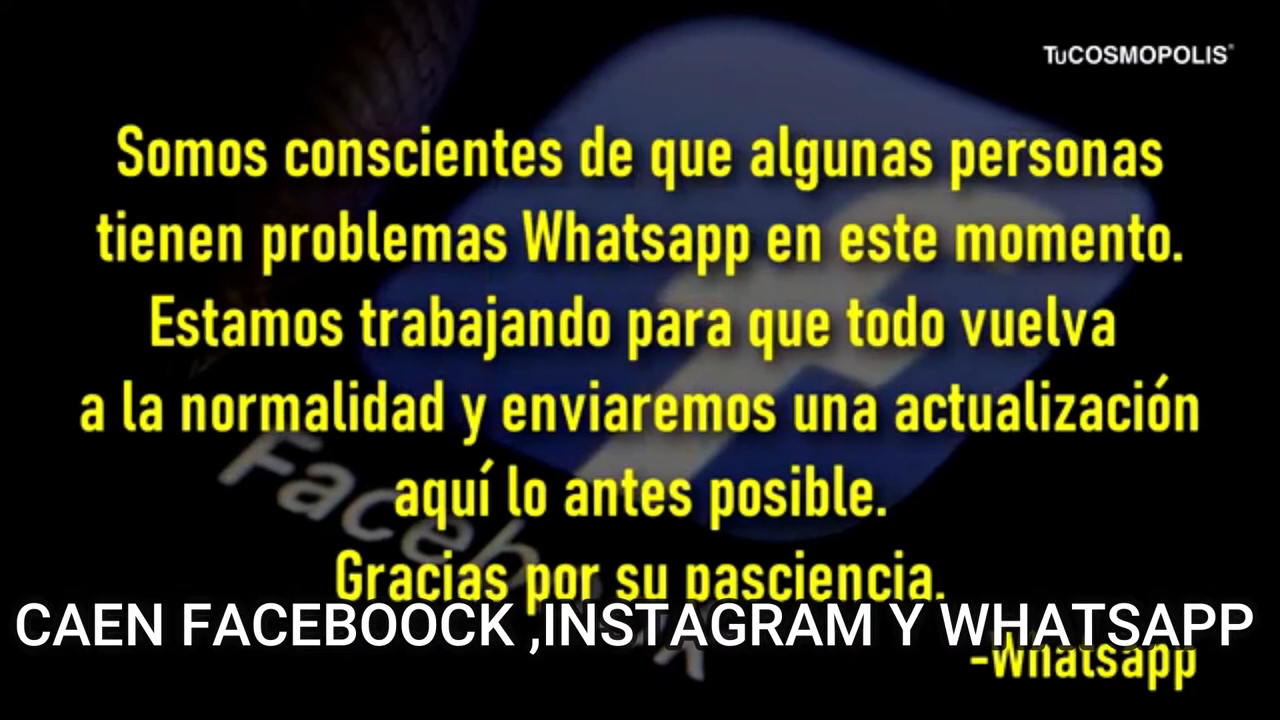 TuCOSMOPOLIS
Somos conscientes de que algunas personas
tienen problemas Whatsapp en este momento.
Estamos trabajando para que todo vuelva
a la normalidad y enviaremos una actualización
aquí lo antes posible.
Gracias por su pasciencia.
CAEN FACEBOOCK ,INSTAGRAM Y WHATSAPP
-Whatsapp